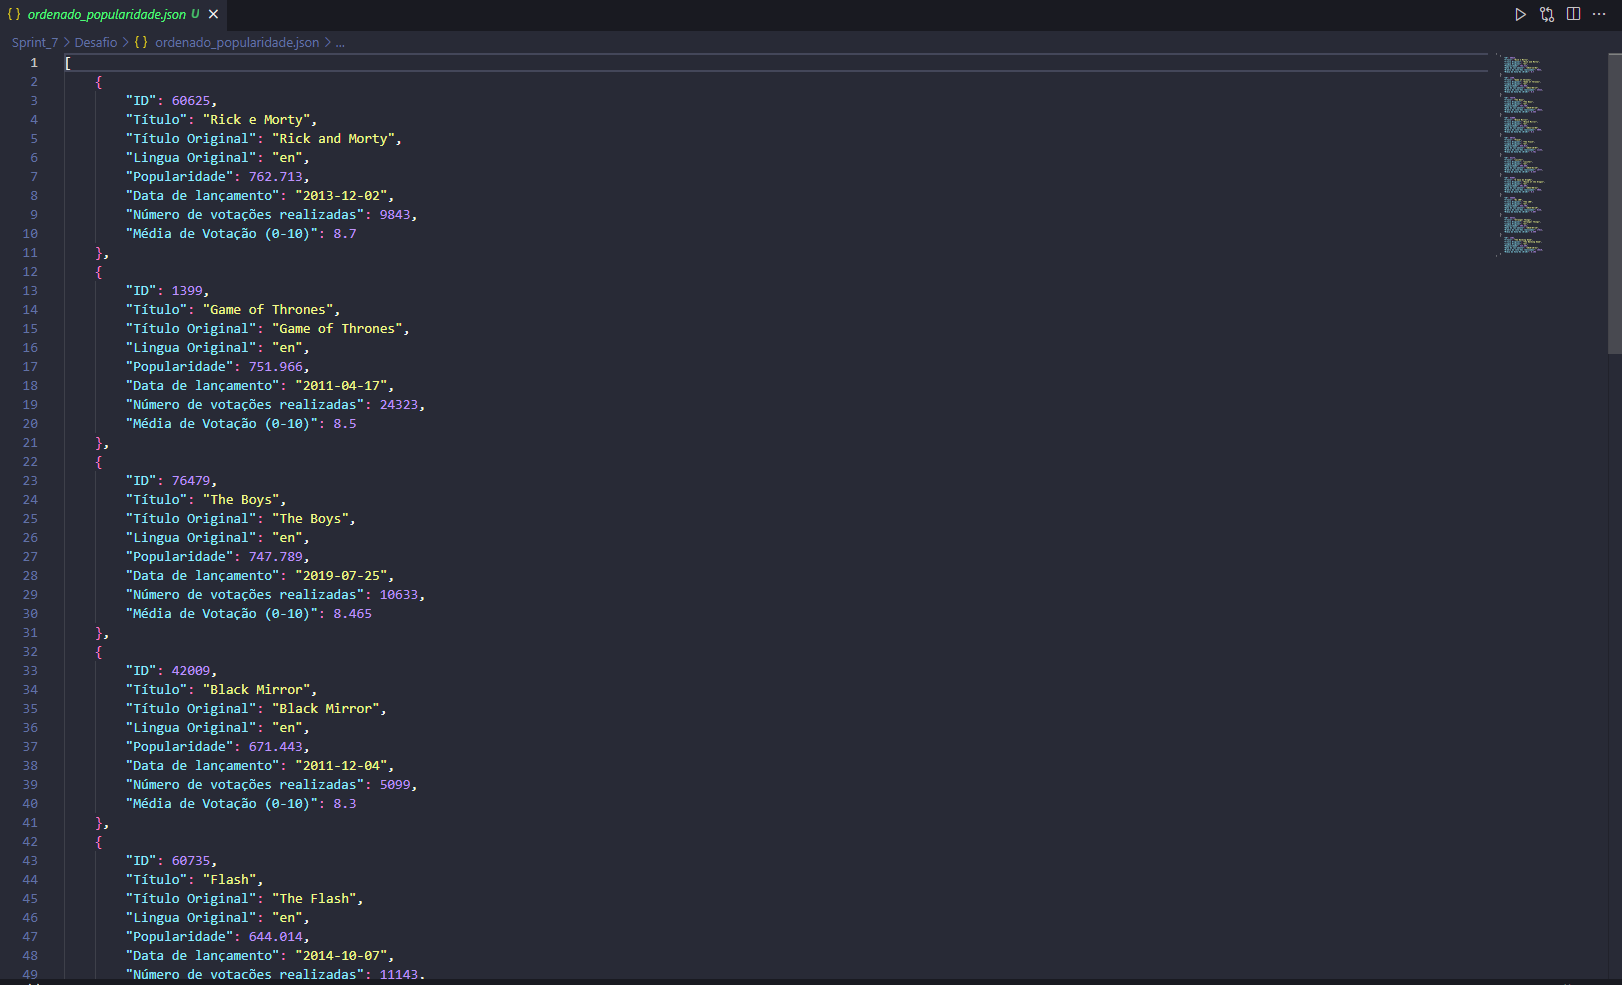 { } ordenado_popularidade.json U ×
Sprint_7 > Desafio > { } ordenado_popularidade.json > ...
1 [
2 {
3 "ID": 60625,
4 "Título": "Rick e Morty",
5 "Título Original": "Rick and Morty",
6 "Lingua Original": "en",
7 "Popularidade": 762.713,
8 "Data de lançamento": "2013-12-02",
9 "Número de votações realizadas": 9843,
10 "Média de Votação (0-10)": 8.7
11 },
12 {
13 "ID": 1399,
14 "Título": "Game of Thrones",
15 "Título Original": "Game of Thrones",
16 "Lingua Original": "en",
17 "Popularidade": 751.966,
18 "Data de lançamento": "2011-04-17",
19 "Número de votações realizadas": 24323,
20 "Média de Votação (0-10)": 8.5
21 },
22 {
23 "ID": 76479,
24 "Título": "The Boys",
25 "Título Original": "The Boys",
26 "Lingua Original": "en",
27 "Popularidade": 747.789,
28 "Data de lançamento": "2019-07-25",
29 "Número de votações realizadas": 10633,
30 "Média de Votação (0-10)": 8.465
31 },
32 {
33 "ID": 42009,
34 "Título": "Black Mirror",
35 "Título Original": "Black Mirror",
36 "Lingua Original": "en",
37 "Popularidade": 671.443,
38 "Data de lançamento": "2011-12-04",
39 "Número de votações realizadas": 5099,
40 "Média de Votação (0-10)": 8.3
41 },
42 {
43 "ID": 60735,
44 "Título": "Flash",
45 "Título Original": "The Flash",
46 "Lingua Original": "en",
47 "Popularidade": 644.014,
48 "Data de lançamento": "2014-10-07",
49 "Número de votações realizadas": 11143,